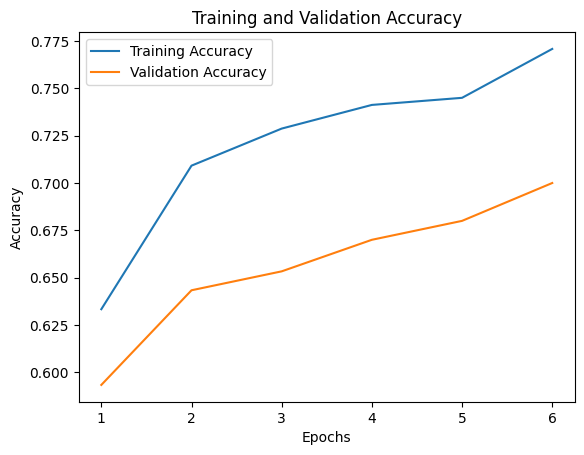 Training and Validation Accuracy
Training Accuracy
Validation Accuracy
0.775
0.750
0.725
0.700
0.675
0.650
0.625
0.600
Accuracy
1 2 3 4 5 6
Epochs